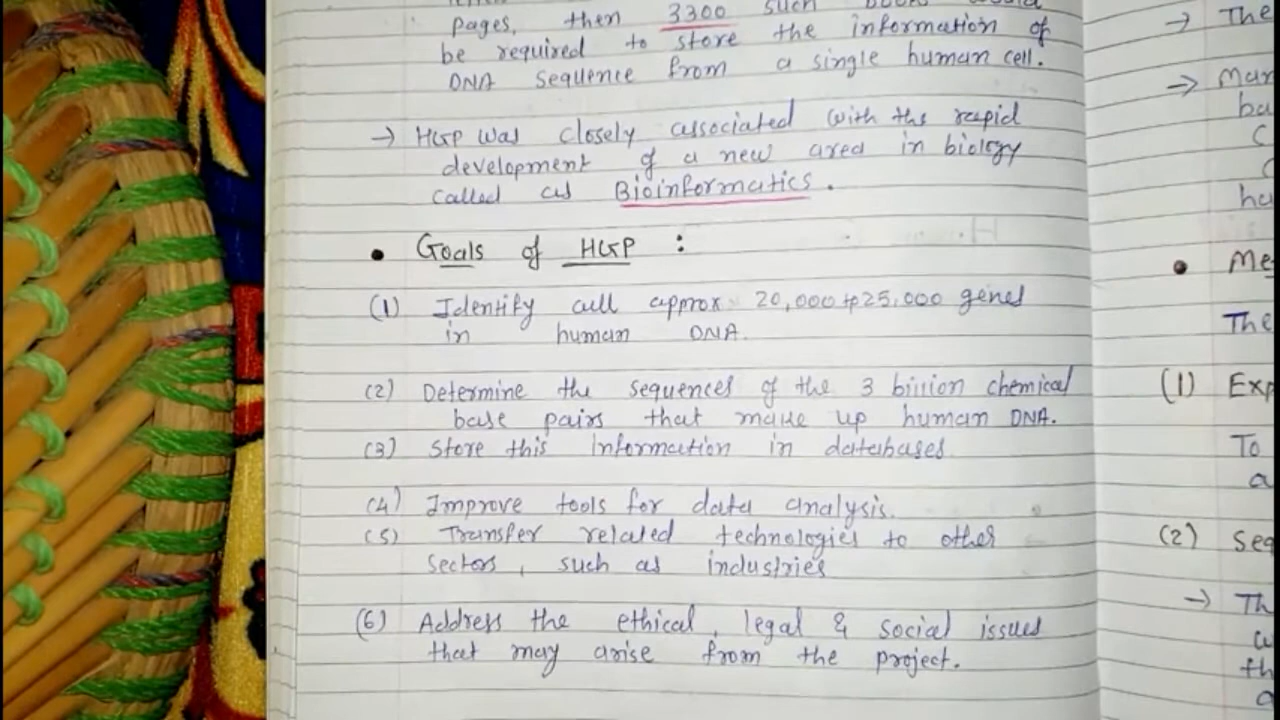 pages, then 3300 such
be required to store the information of
DNA sequence from a single human cell.
→ HGP was closely associated with the rapid
development of a new area in biology
called as Bioinformatics.
• Goals of HGP :
(1) Identify all approx. 20,000 to 25,000 genes
in human DNA.
(2) Determine the sequences of the 3 billion chemical
base pairs that make up human DNA.
(3) Store this information in databases
(4) Improve tools for data analysis.
(5) Transfer related technologies to other
sectors, such as industries
(6) Address the ethical, legal & social issues
that may arise from the project.
→ The
→
ba
C
•
The
(1) Exp
To
a
(2) Seq
→ Th
th
a